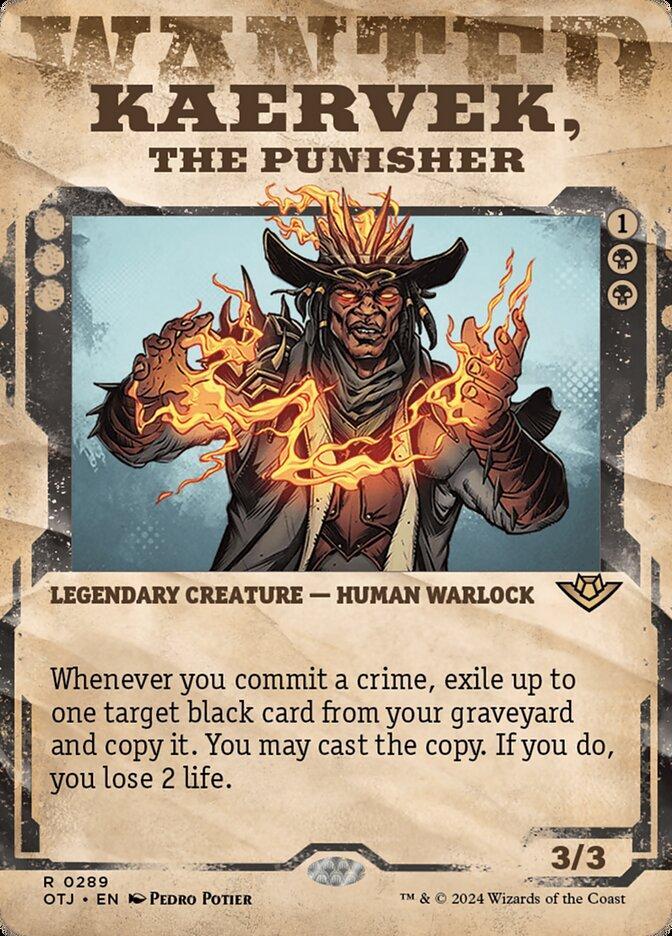 WANTED
KAERVEK,
THE PUNISHER
1
LEGENDARY CREATURE — HUMAN WARLOCK
Whenever you commit a crime, exile up to
one target black card from your graveyard
and copy it. You may cast the copy. If you do,
you lose 2 life.
3/3
R 0289
OTJ • EN PEDRO POTIER
™ & © 2024 Wizards of the Coast